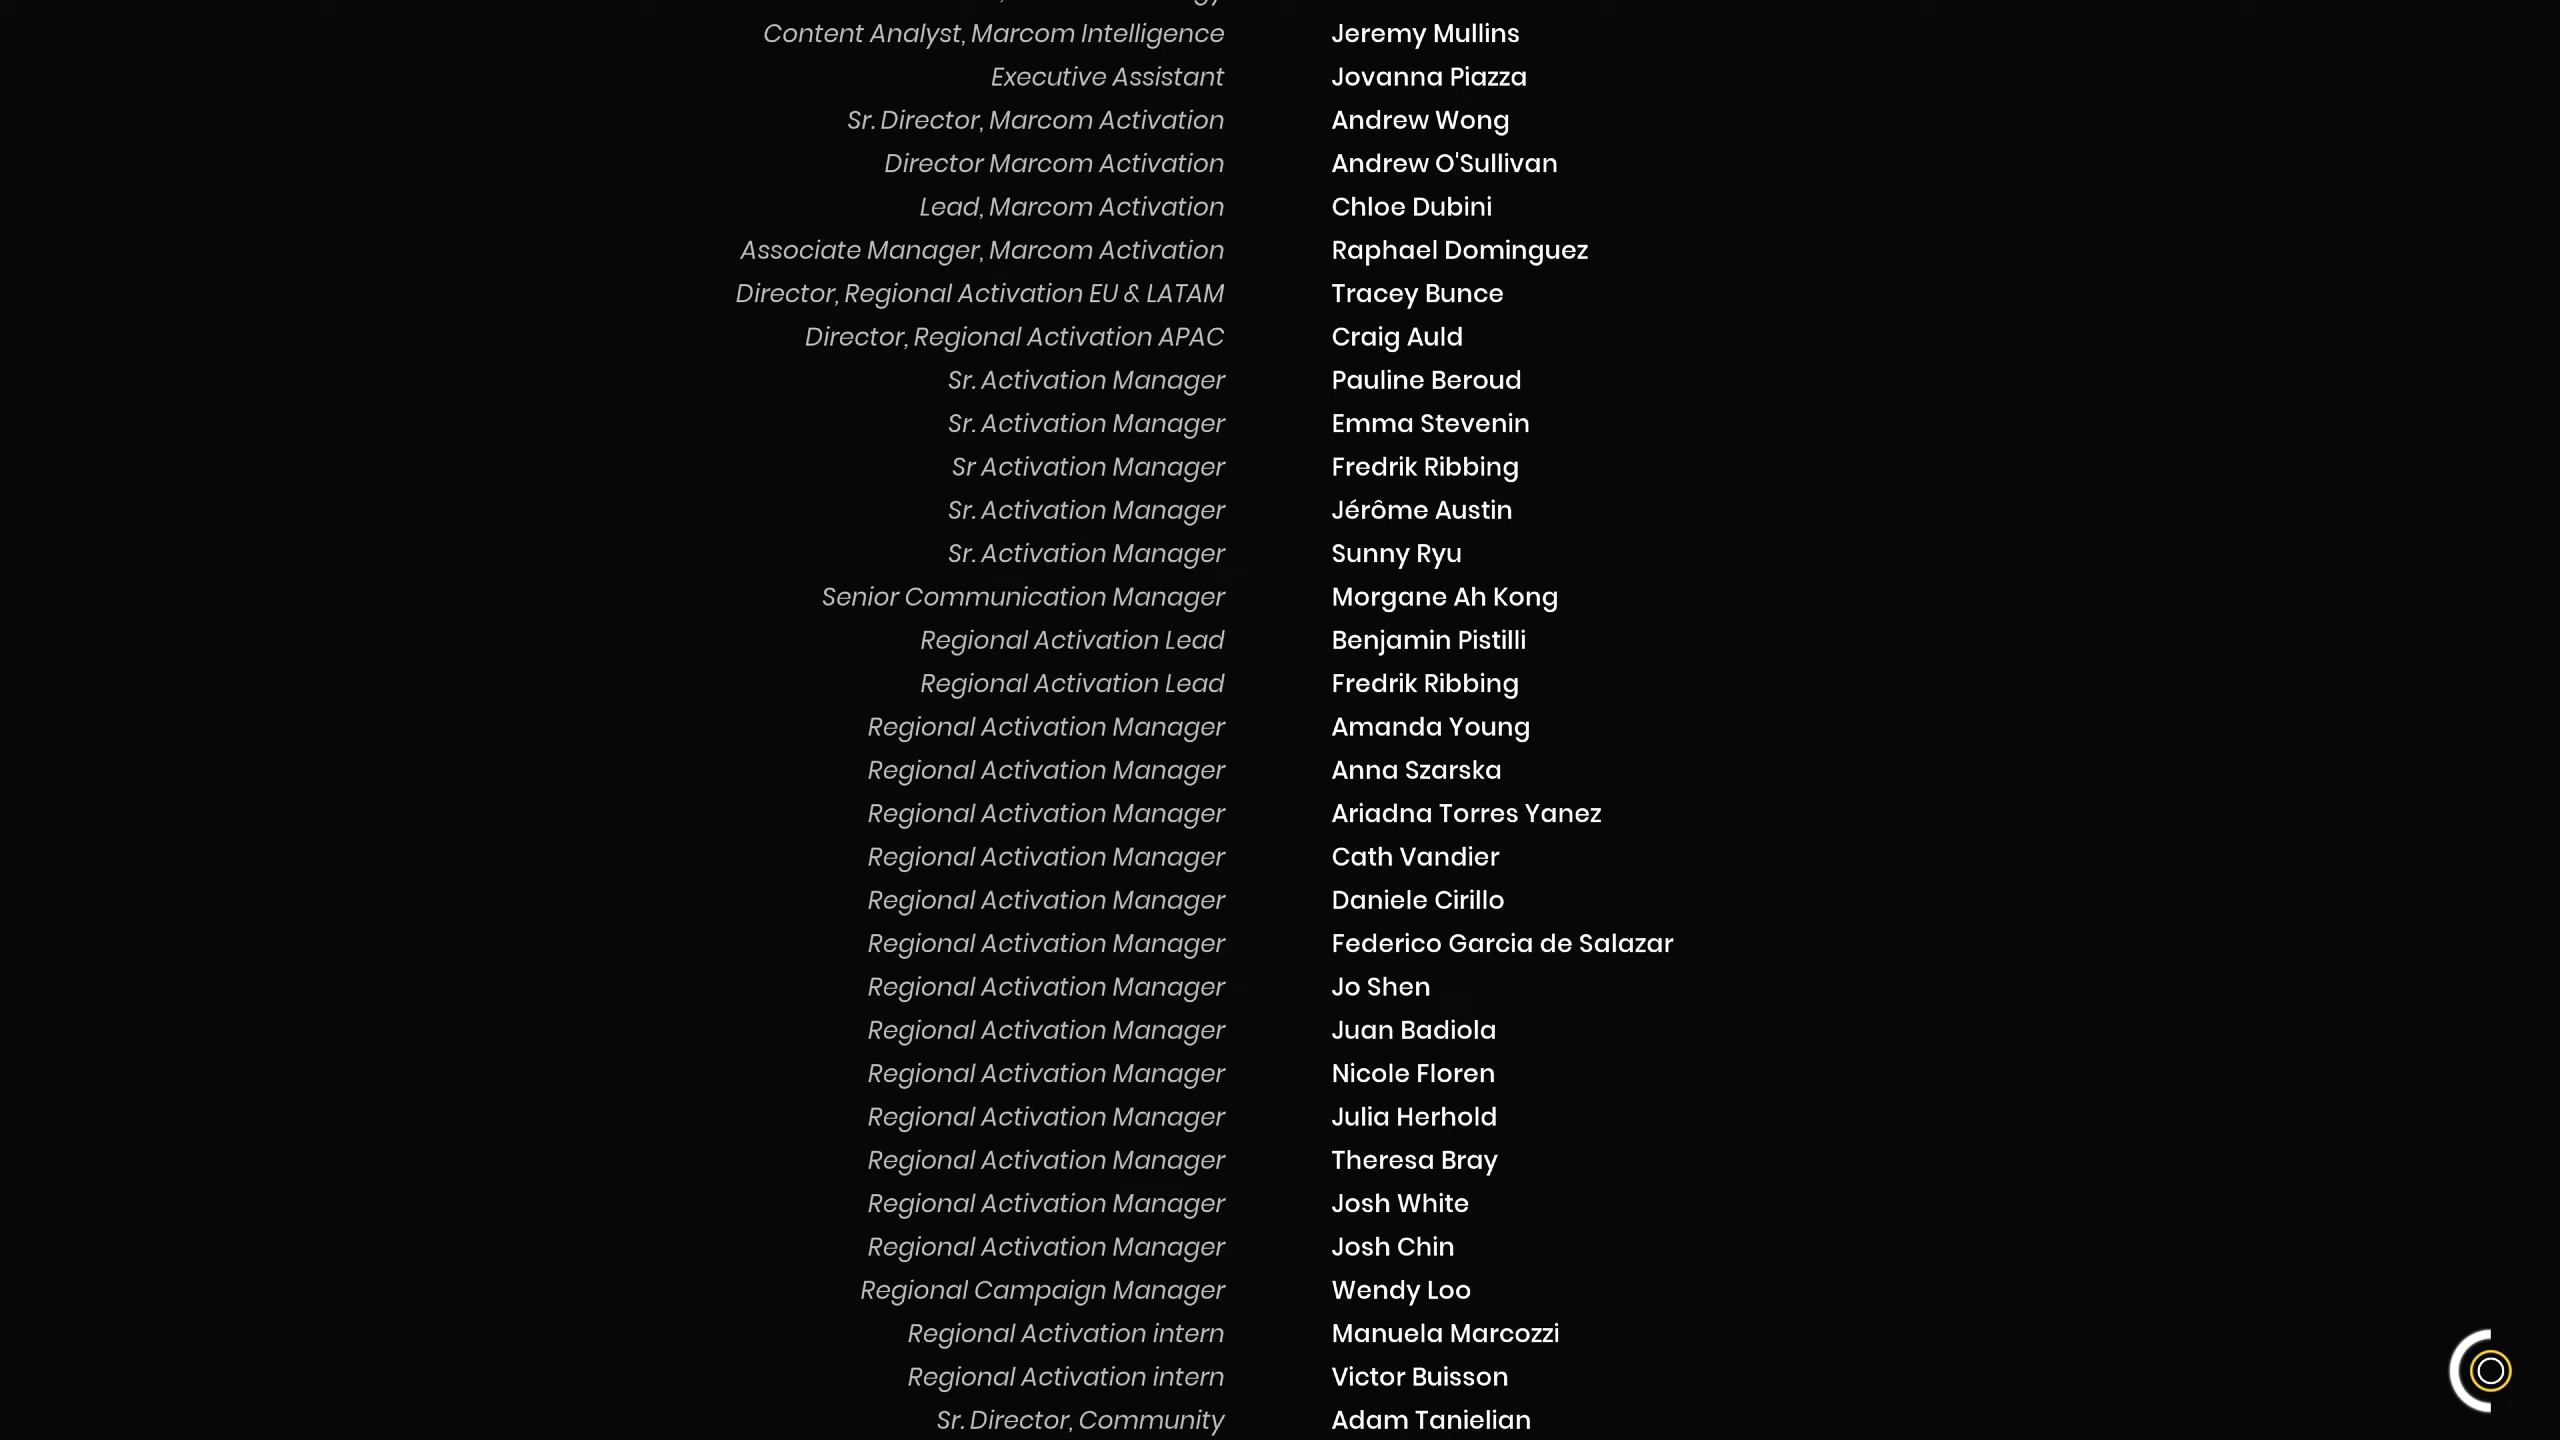 Content Analyst, Marcom Intelligence Jeremy Mullins
Executive Assistant Jovanna Piazza
Sr. Director, Marcom Activation Andrew Wong
Director Marcom Activation Andrew O'Sullivan
Lead, Marcom Activation Chloe Dubini
Associate Manager, Marcom Activation Raphael Dominguez
Director, Regional Activation EU & LATAM Tracey Bunce
Director, Regional Activation APAC Craig Auld
Sr. Activation Manager Pauline Beroud
Sr. Activation Manager Emma Stevenin
Sr Activation Manager Fredrik Ribbing
Sr. Activation Manager Jérôme Austin
Sr. Activation Manager Sunny Ryu
Senior Communication Manager Morgane Ah Kong
Regional Activation Lead Benjamin Pistilli
Regional Activation Lead Fredrik Ribbing
Regional Activation Manager Amanda Young
Regional Activation Manager Anna Szarska
Regional Activation Manager Ariadna Torres Yanez
Regional Activation Manager Cath Vandier
Regional Activation Manager Daniele Cirillo
Regional Activation Manager Federico Garcia de Salazar
Regional Activation Manager Jo Shen
Regional Activation Manager Juan Badiola
Regional Activation Manager Nicole Floren
Regional Activation Manager Julia Herhold
Regional Activation Manager Theresa Bray
Regional Activation Manager Josh White
Regional Activation Manager Josh Chin
Regional Campaign Manager Wendy Loo
Regional Activation intern Manuela Marcozzi
Regional Activation intern Victor Buisson
Sr. Director, Community Adam Tanielian